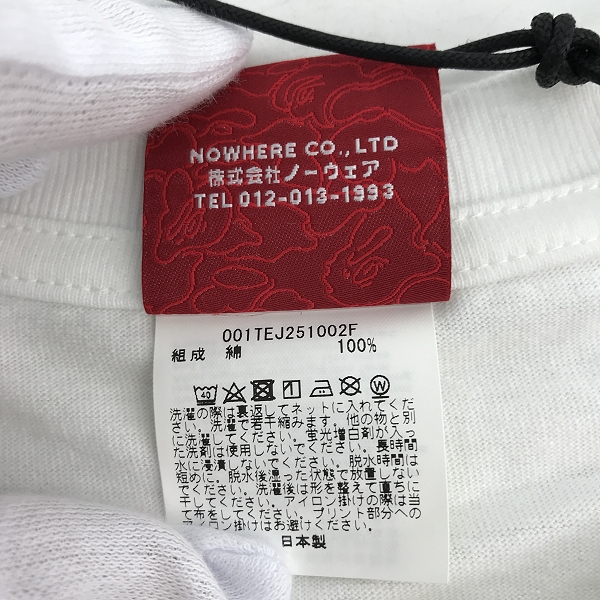 NOWHERE CO.,LTD
株式会社ノーウェア
TEL 012-013-1993
001TEJ251002F
組成 綿 100%
40 W
洗濯の際は裏返してネットに入れてくだ
さい。洗濯で若干縮みます。他の物と別
に洗濯してください。蛍光増白剤が入っ
た洗剤は使用しないでください。長時間
水に浸漬しないでください。脱水時間は
短めに。脱水後湿った状態で放置しない
でください。洗濯後は形を整えて直ちに
干してください。アイロン掛けの際は当
て布をしてください。プリント部分への
アイロン掛けはお避けください。
日本製